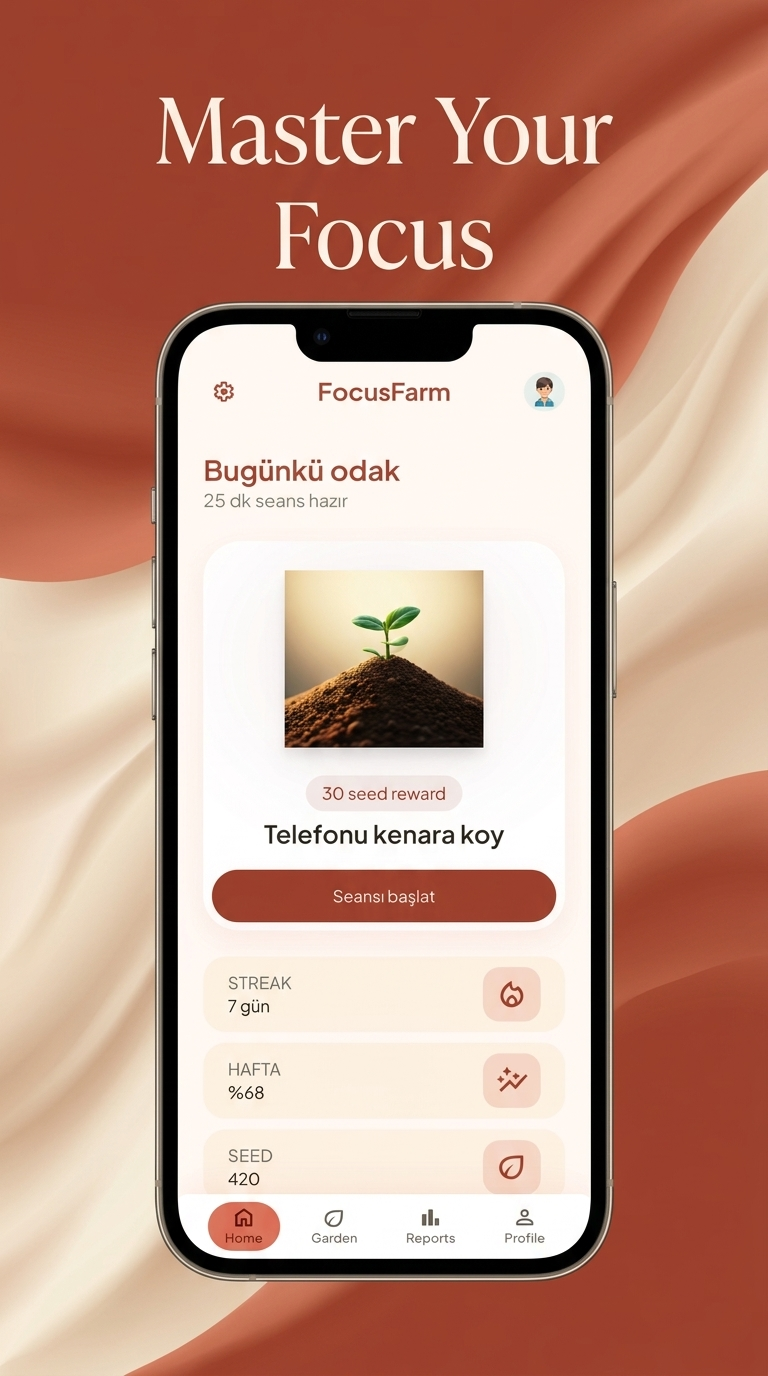 Master Your
Focus
FocusFarm
Bugünkü odak
25 dk seans hazır
30 seed reward
Telefonu kenara koy
Seansı başlat
STREAK
7 gün
HAFTA
%68
SEED
420
Home
Garden
Reports
Profile